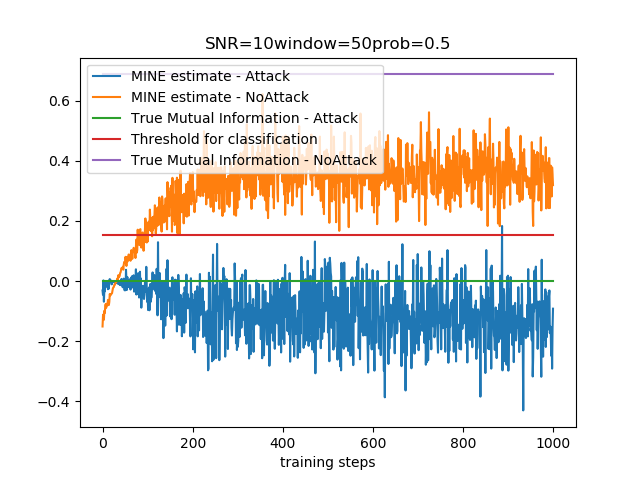 SNR=10window=50prob=0.5
MINE estimate - Attack
MINE estimate - NoAttack
True Mutual Information - Attack
Threshold for classification
True Mutual Information - NoAttack
0.6
0.4
0.2
0.0
−0.2
−0.4
0 200 400 600 800 1000
training steps